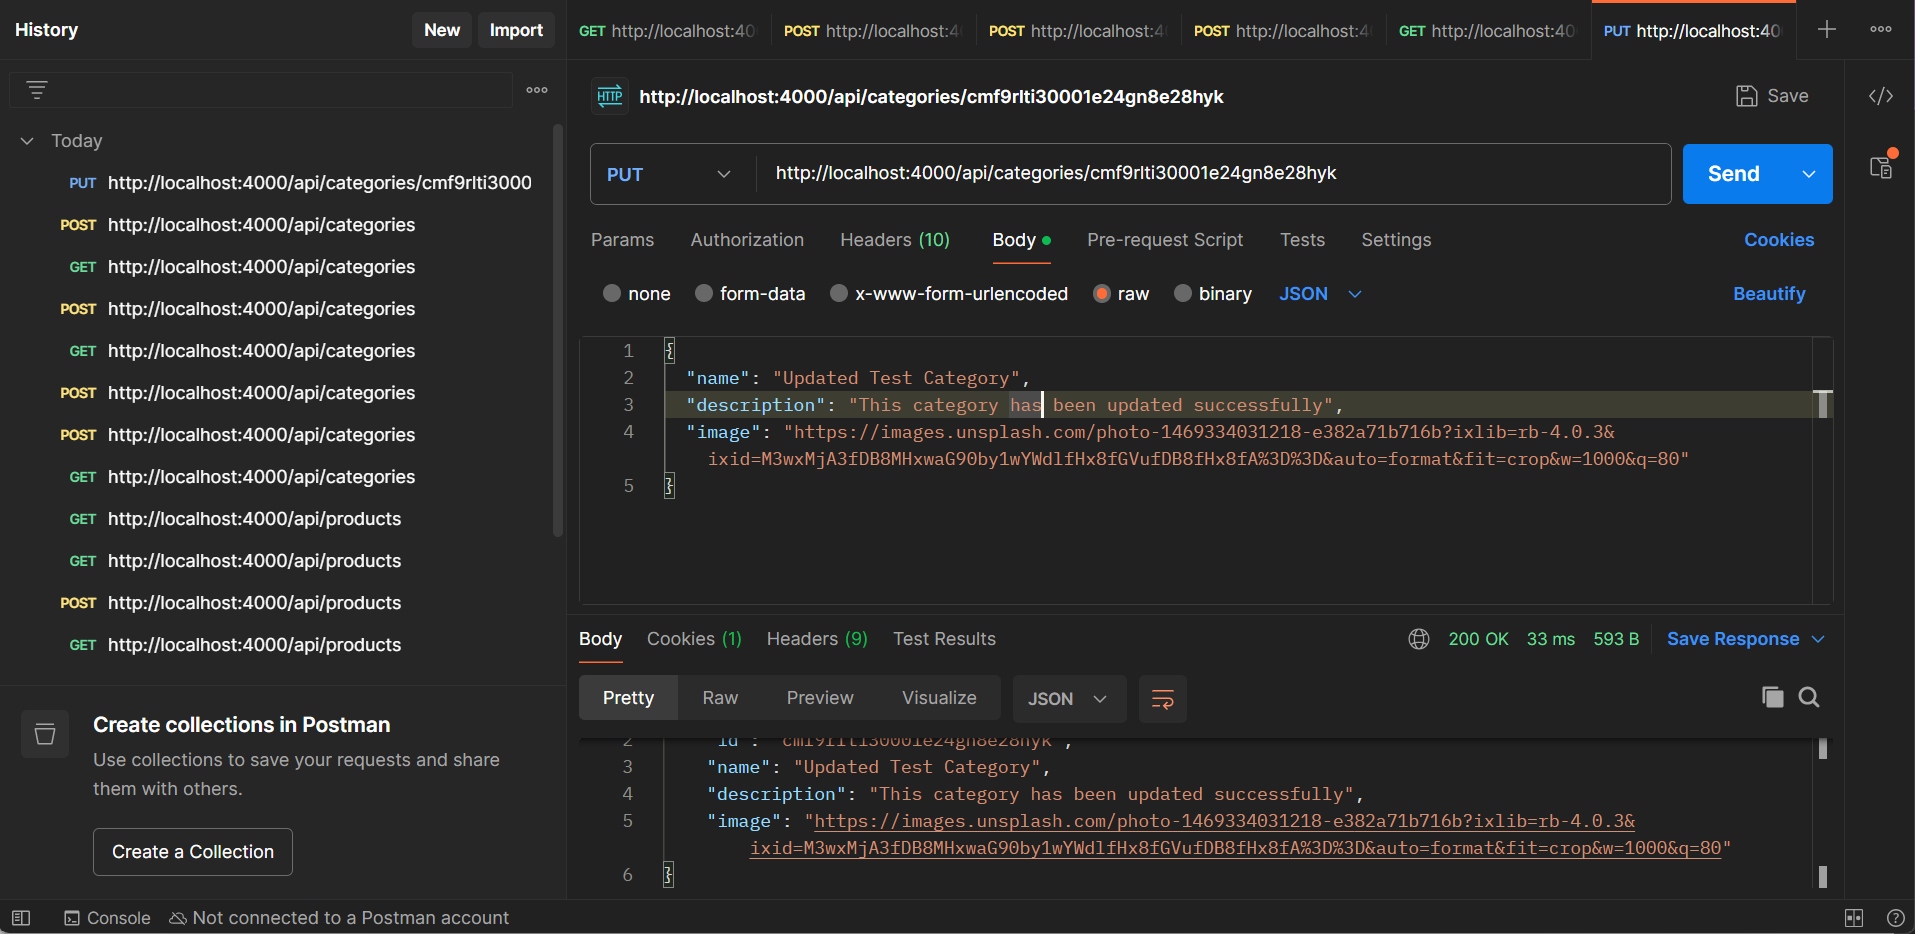 History
New
Import
Today
PUT http://localhost:4000/api/categories/cmf9rlti3000
POST http://localhost:4000/api/categories
GET http://localhost:4000/api/categories
POST http://localhost:4000/api/categories
GET http://localhost:4000/api/categories
POST http://localhost:4000/api/categories
POST http://localhost:4000/api/categories
GET http://localhost:4000/api/categories
GET http://localhost:4000/api/products
GET http://localhost:4000/api/products
POST http://localhost:4000/api/products
GET http://localhost:4000/api/products
Create collections in Postman
Use collections to save your requests and share
them with others.
Create a Collection
GET http://localhost:40 POST http://localhost:4 POST http://localhost:4 POST http://localhost:4 GET http://localhost:40 PUT http://localhost:40
HTTP http://localhost:4000/api/categories/cmf9rlti30001e24gn8e28hyk
Save
PUT http://localhost:4000/api/categories/cmf9rlti30001e24gn8e28hyk
Send
Params Authorization Headers (10) Body Pre-request Script Tests Settings Cookies
none form-data x-www-form-urlencoded raw binary JSON Beautify
1 {
2 "name": "Updated Test Category",
3 "description": "This category has been updated successfully",
4 "image": "https://images.unsplash.com/photo-1469334031218-e382a71b716b?ixlib=rb-4.0.3&
ixid=M3wxMjA3fDB8MHxwaG90by1wYWdlfHx8fGVufDB8fHx8fA%3D%3D&auto=format&fit=crop&w=1000&q=80"
5 }
Body Cookies (1) Headers (9) Test Results 200 OK 33 ms 593 B Save Response
Pretty Raw Preview Visualize JSON
2 "id": "cmf9rlti30001e24gn8e28hyk",
3 "name": "Updated Test Category",
4 "description": "This category has been updated successfully",
5 "image": "https://images.unsplash.com/photo-1469334031218-e382a71b716b?ixlib=rb-4.0.3&
ixid=M3wxMjA3fDB8MHxwaG90by1wYWdlfHx8fGVufDB8fHx8fA%3D%3D&auto=format&fit=crop&w=1000&q=80"
6 }
Console Not connected to a Postman account